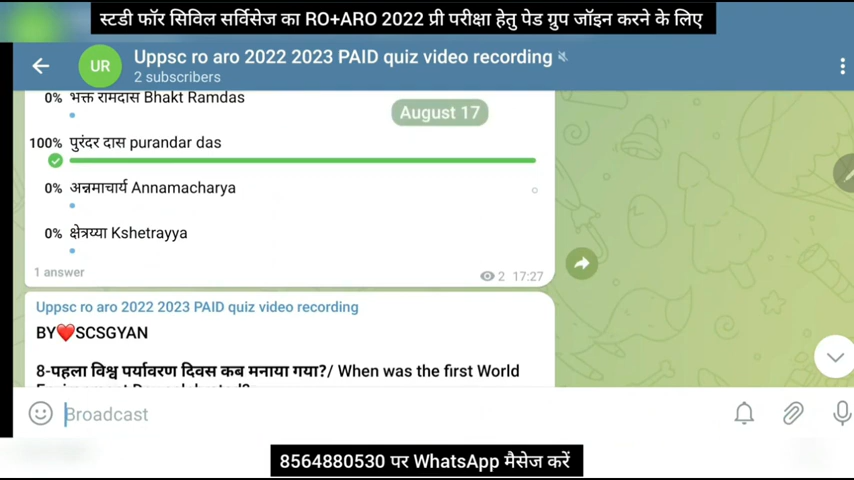 स्टडी फॉर सिविल सर्विसेज का RO+ARO 2022 प्री परीक्षा हेतु पेड ग्रुप जॉइन करने के लिए
UR
Uppsc ro aro 2022 2023 PAID quiz video recording
2 subscribers
0% भक्त रामदास Bhakt Ramdas
August 17
100% पुरंदर दास purandar das
0% अन्नमाचार्य Annamacharya
0% क्षेत्रय्या Kshetrayya
1 answer
2 17:27
Uppsc ro aro 2022 2023 PAID quiz video recording
BY❤️SCSGYAN
8-पहला विश्व पर्यावरण दिवस कब मनाया गया?/ When was the first World
Broadcast
8564880530 पर WhatsApp मैसेज करें